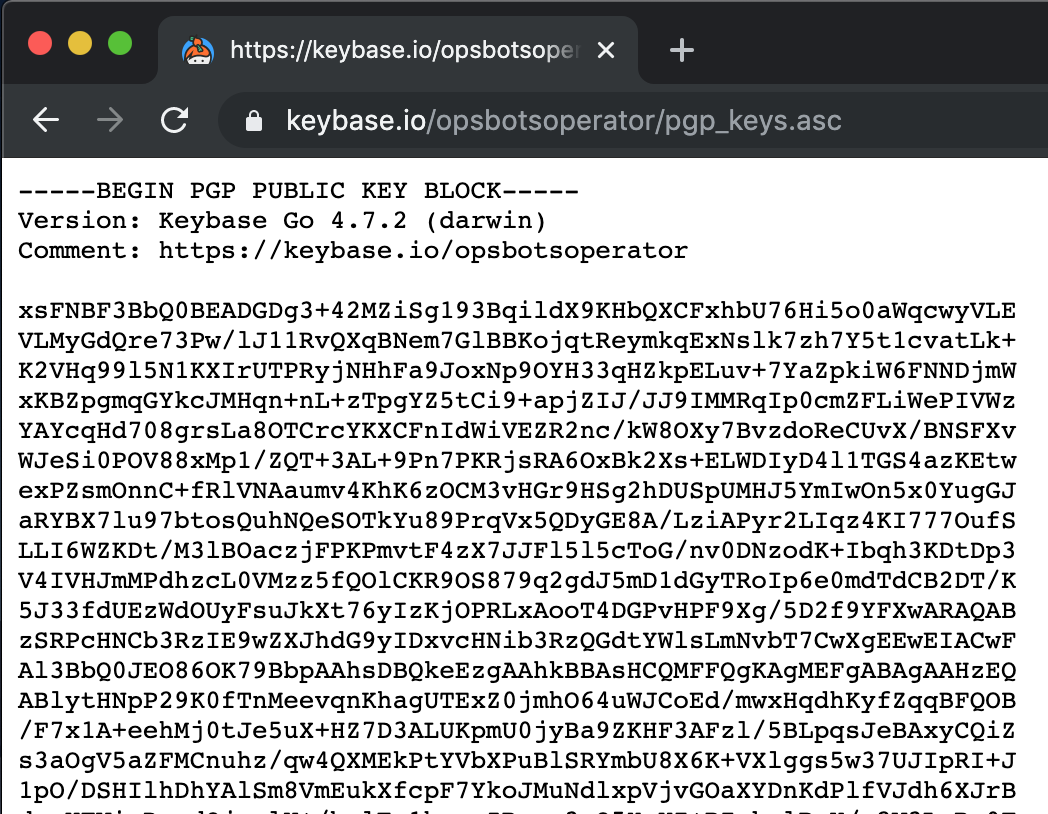 https://keybase.io/opsbotsoper
keybase.io/opsbotsoperator/pgp_keys.asc
-----BEGIN PGP PUBLIC KEY BLOCK-----
Version: Keybase Go 4.7.2 (darwin)
Comment: https://keybase.io/opsbotsoperator
xsFNBF3BbQ0BEADGDg3+42MZiSg193BqildX9KHbQXCFxhbU76Hi5o0aWqcwyVLE
VLMyGdQre73Pw/lJ11RvQXqBNem7GlBBKojqtReymkqExNslk7zh7Y5t1cvatLk+
K2VHq99l5N1KXIrUTPRyjNHhFa9JoxNp9OYH33qHZkpELuv+7YaZpkiW6FNNDjmW
xKBZpgmqGYkcJMHqn+nL+zTpgYZ5tCi9+apjZIJ/JJ9IMMRqIp0cmZFLiWePIVWz
YAYcqHd708grsLa8OTCrcYKXCFnIdWiVEZR2nc/kW8OXy7BvzdoReCUvX/BNSFXv
WJeSi0POV88xMp1/ZQT+3AL+9Pn7PKRjsRA6OxBk2Xs+ELWDIyD4l1TGS4azKEtw
exPZsmOnnC+fRlVNAaumv4KhK6zOCM3vHGr9HSg2hDUSpUMHJ5YmIwOn5x0YugGJ
aRYBX7lu97btosQuhNQeSOTkYu89PrqVx5QDyGE8A/LziAPyr2LIqz4KI777OufS
LLI6WZKDt/M3lBOaczjFPKPmvtF4zX7JJFl5l5cToG/nv0DNzodK+Ibqh3KDtDp3
V4IVHJmMPdhzcL0VMzz5fQOlCKR9OS879q2gdJ5mD1dGyTRoIp6e0mdTdCB2DT/K
5J33fdUEzWdOUyFsuJkXt76yIzKjOPRLxAooT4DGPvHPF9Xg/5D2f9YFXwARAQAB
zSRPcHNCb3RzIE9wZXJhdG9yIDxvcHNib3RzQGdtYWlsLmNvbT7CwXgEEwEIACwF
Al3BbQ0JEO86OK79BbpAAhsDBQkeEzgAAhkBBAsHCQMFFQgKAgMEFgABAgAAHzEQ
ABlytHNpP29K0fTnMeevqnKhagUTExZ0jmhO64uWJCoEd/mwxHqdhKyfZqqBFQOB
/F7x1A+eehMj0tJe5uX+HZ7D3ALUKpmU0jyBa9ZKHF3AFzl/5BLpqsJeBAxyCQiZ
s3aOgV5aZFMCnuhz/qw4QXMEkPtYVbXPuBlSRYmbU8X6K+VXlggs5w37UJIpRI+J
1pO/DSHIlhDhYAlSm8VmEukXfcpF7YkoJMuNdlxpVjvGOaXYDnKdPlfVJdh6XJrB